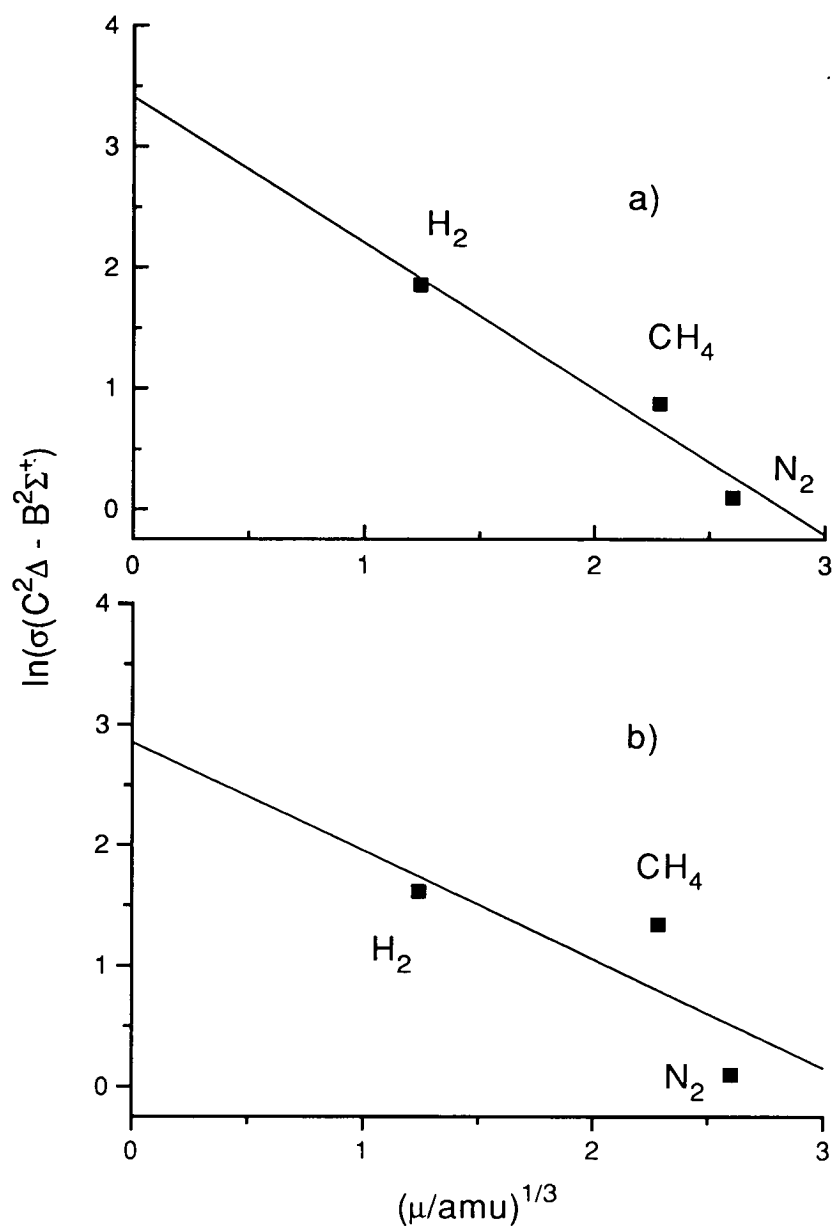 4
3
2
1
0
a)
H₂
CH₄
N₂
0 1 2 3
ln(σ(C²Δ - B²Σ⁺)
4
3
2
1
0
b)
CH₄
H₂
N₂
0 1 2 3
(μ/amu)^1/3